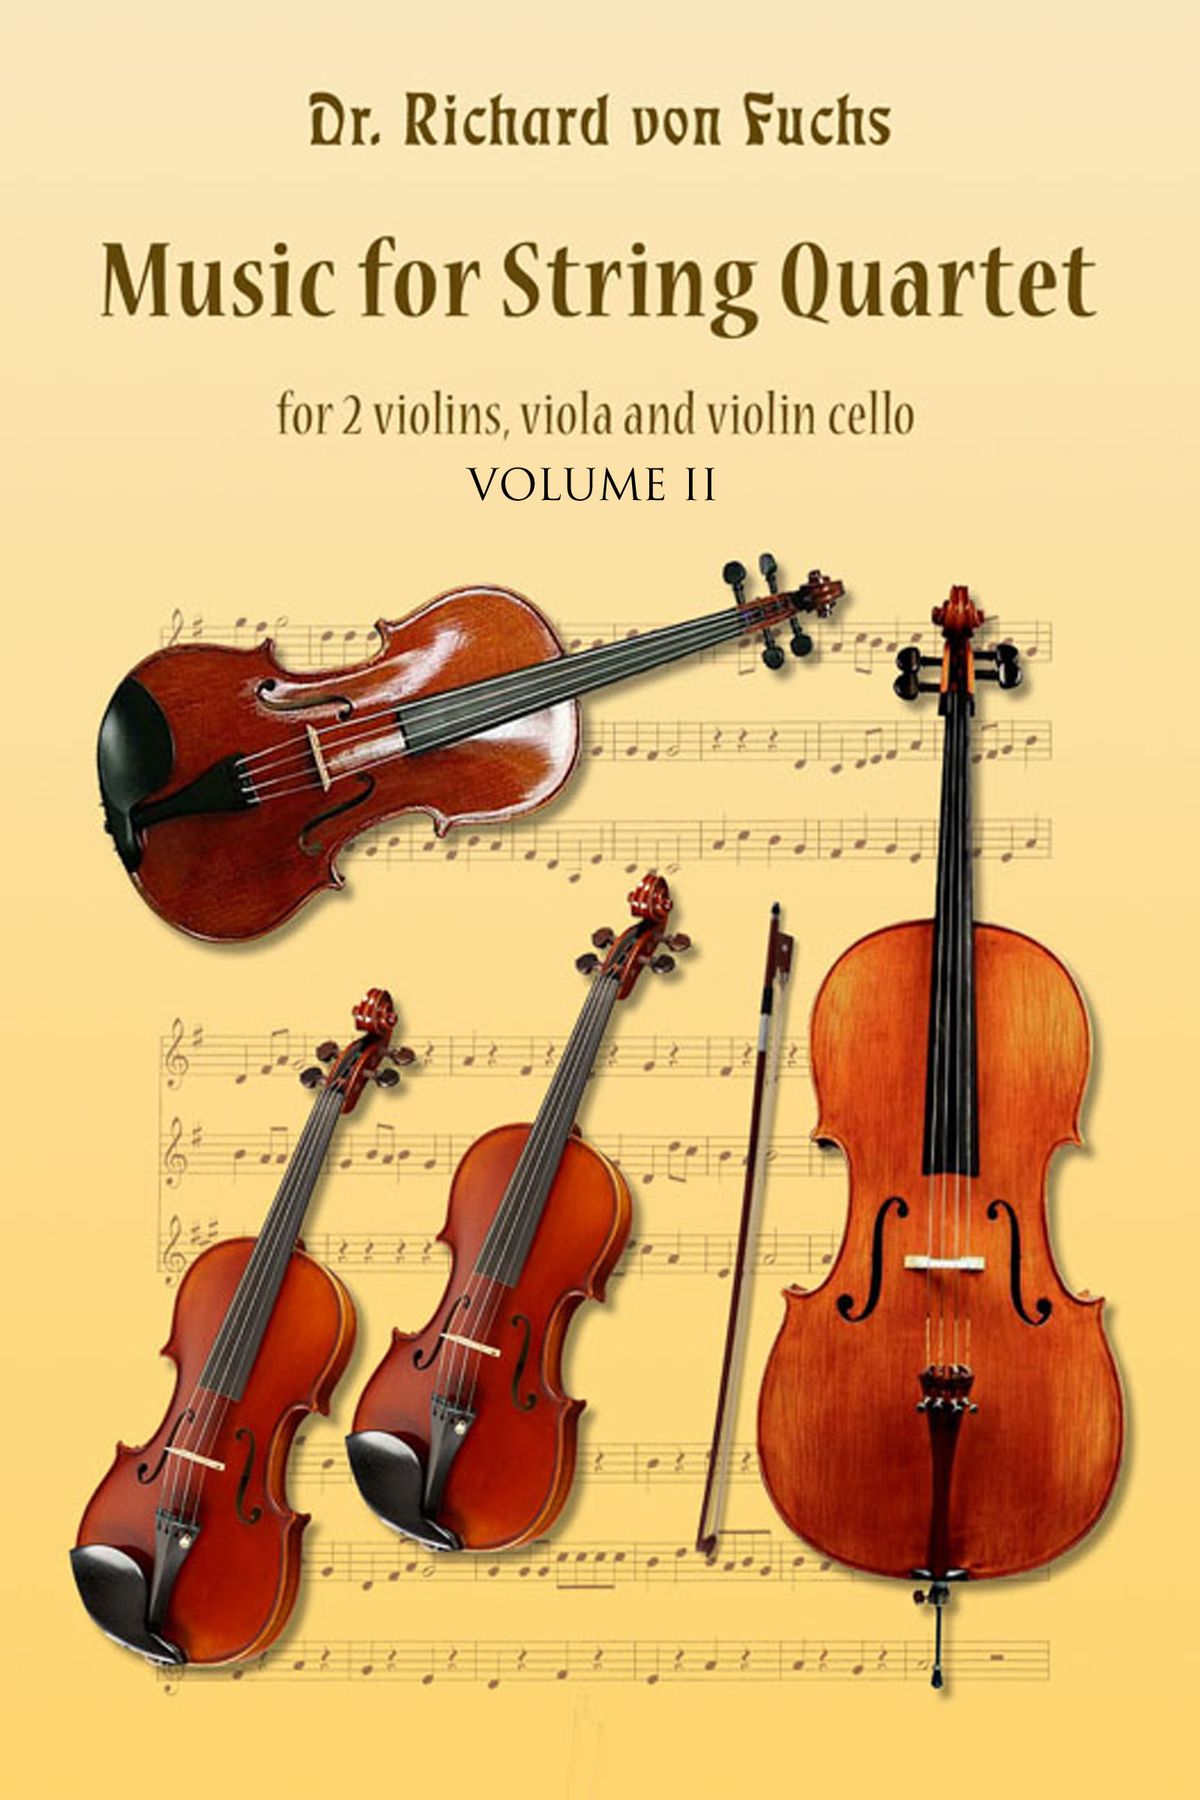 Dr. Richard von Fuchs
Music for String Quartet
for 2 violins, viola and violin cello
VOLUME II